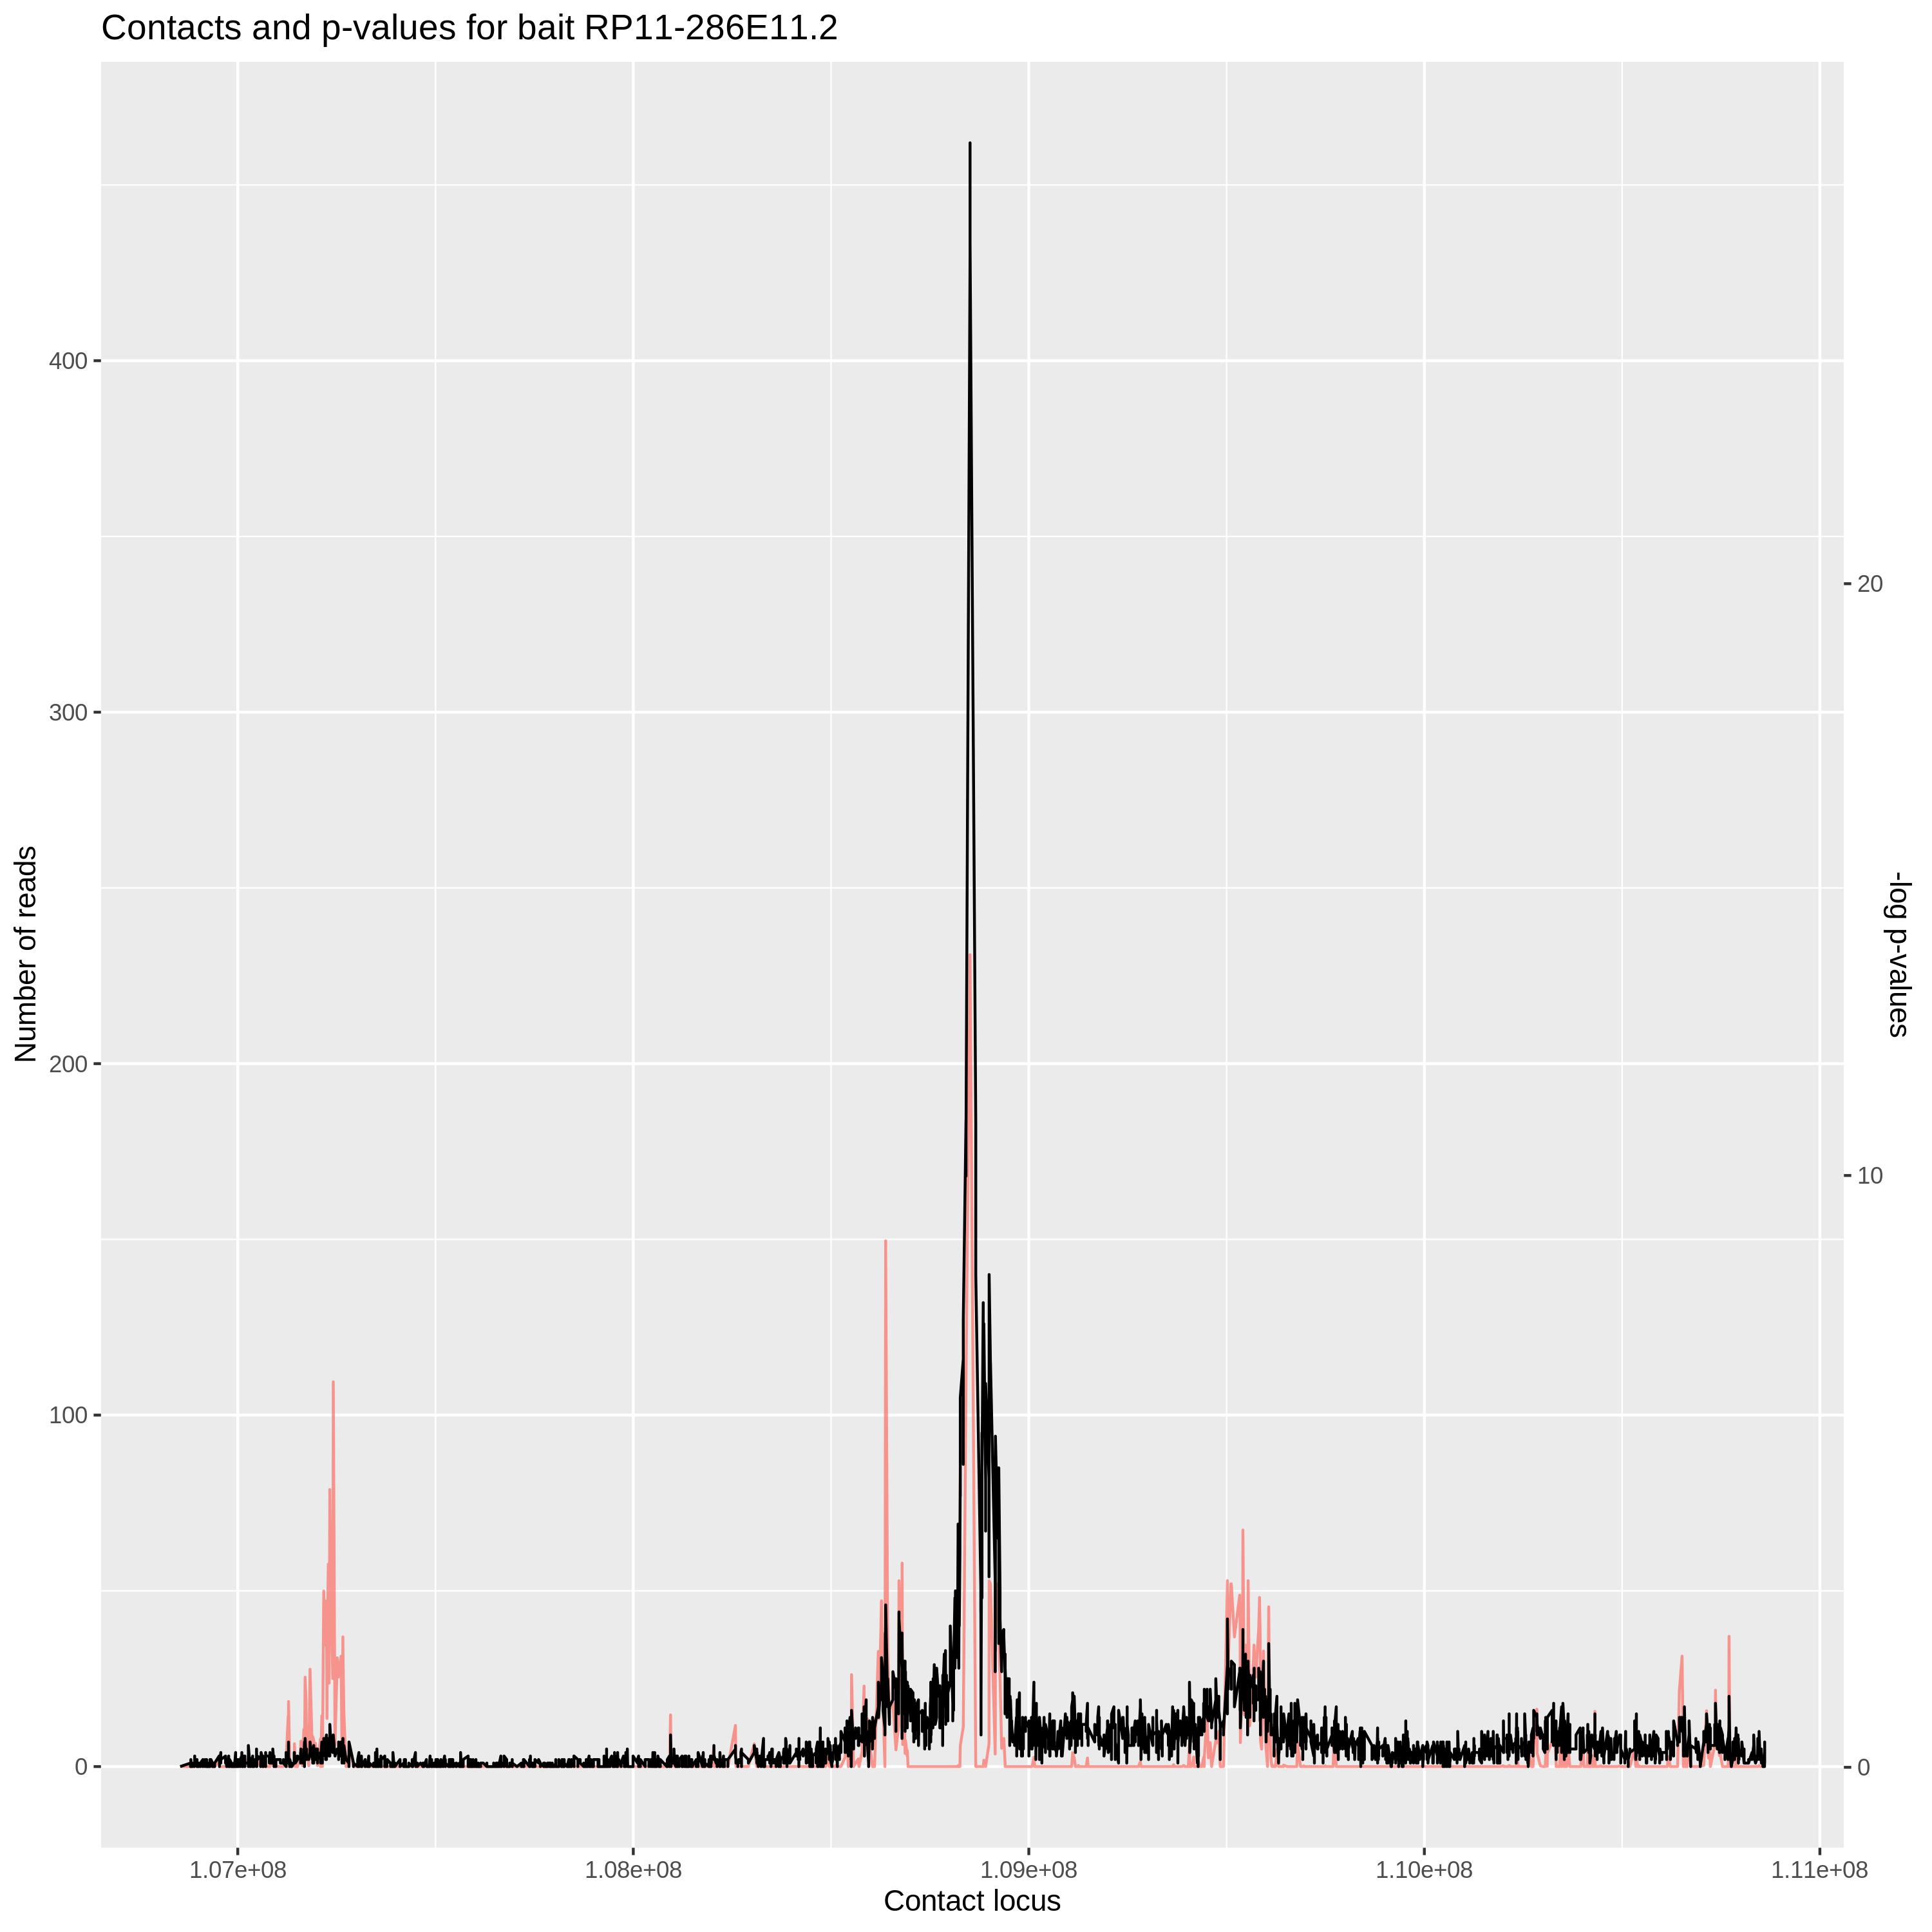 Contacts and p-values for bait RP11-286E11.2
400
300
200
100
0
Number of reads
20
10
0
-log p-values
1.07e+08
1.08e+08
1.09e+08
1.10e+08
1.11e+08
Contact locus